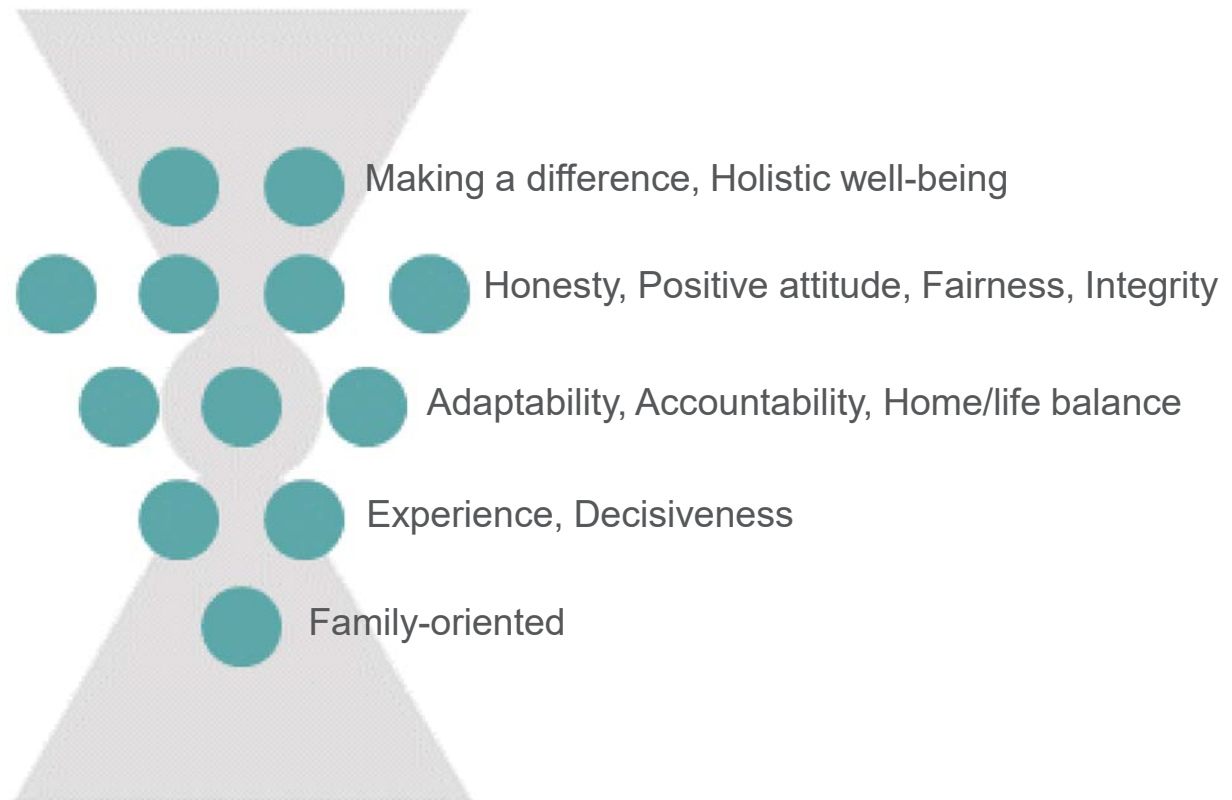 Making a difference, Holistic well-being
Honesty, Positive attitude, Fairness, Integrity
Adaptability, Accountability, Home/life balance
Experience, Decisiveness
Family-oriented